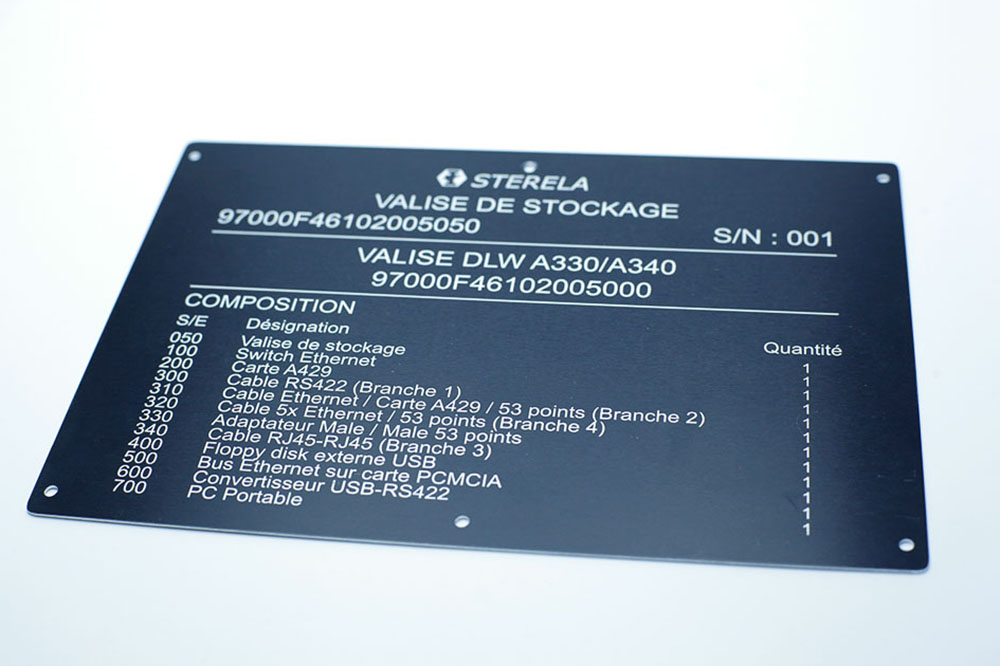 STERELA
VALISE DE STOCKAGE
97000F46102005050 S/N : 001
VALISE DLW A330/A340
97000F46102005000
COMPOSITION
S/E Désignation Quantité
050 Valise de stockage 1
100 Switch Ethernet 1
200 Carte A429 1
300 Cable RS422 (Branche 1) 1
310 Cable Ethernet / Carte A429 / 53 points (Branche 2) 1
320 Cable 5x Ethernet / 53 points (Branche 4) 1
330 Adaptateur Male / Male 53 points 1
340 Cable RJ45-RJ45 (Branche 3) 1
400 Floppy disk externe USB 1
500 Bus Ethernet sur carte PCMCIA 1
600 Convertisseur USB-RS422 1
700 PC Portable 1